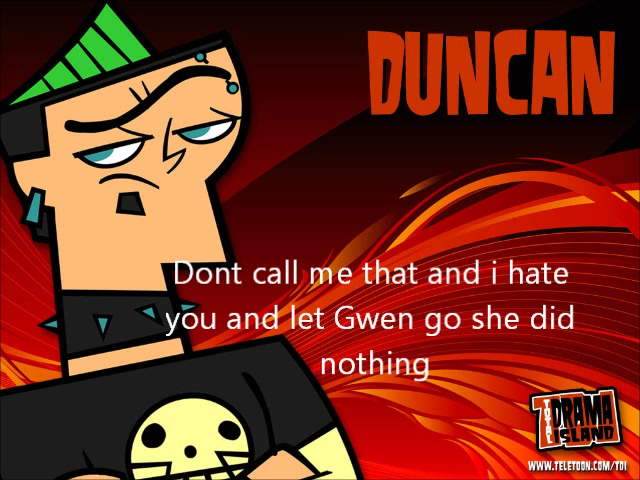 DUNCAN
Dont call me that and i hate
you and let Gwen go she did
nothing
TOTAL
DRAMA
ISLAND
WWW.TELETOON.COM/TDI